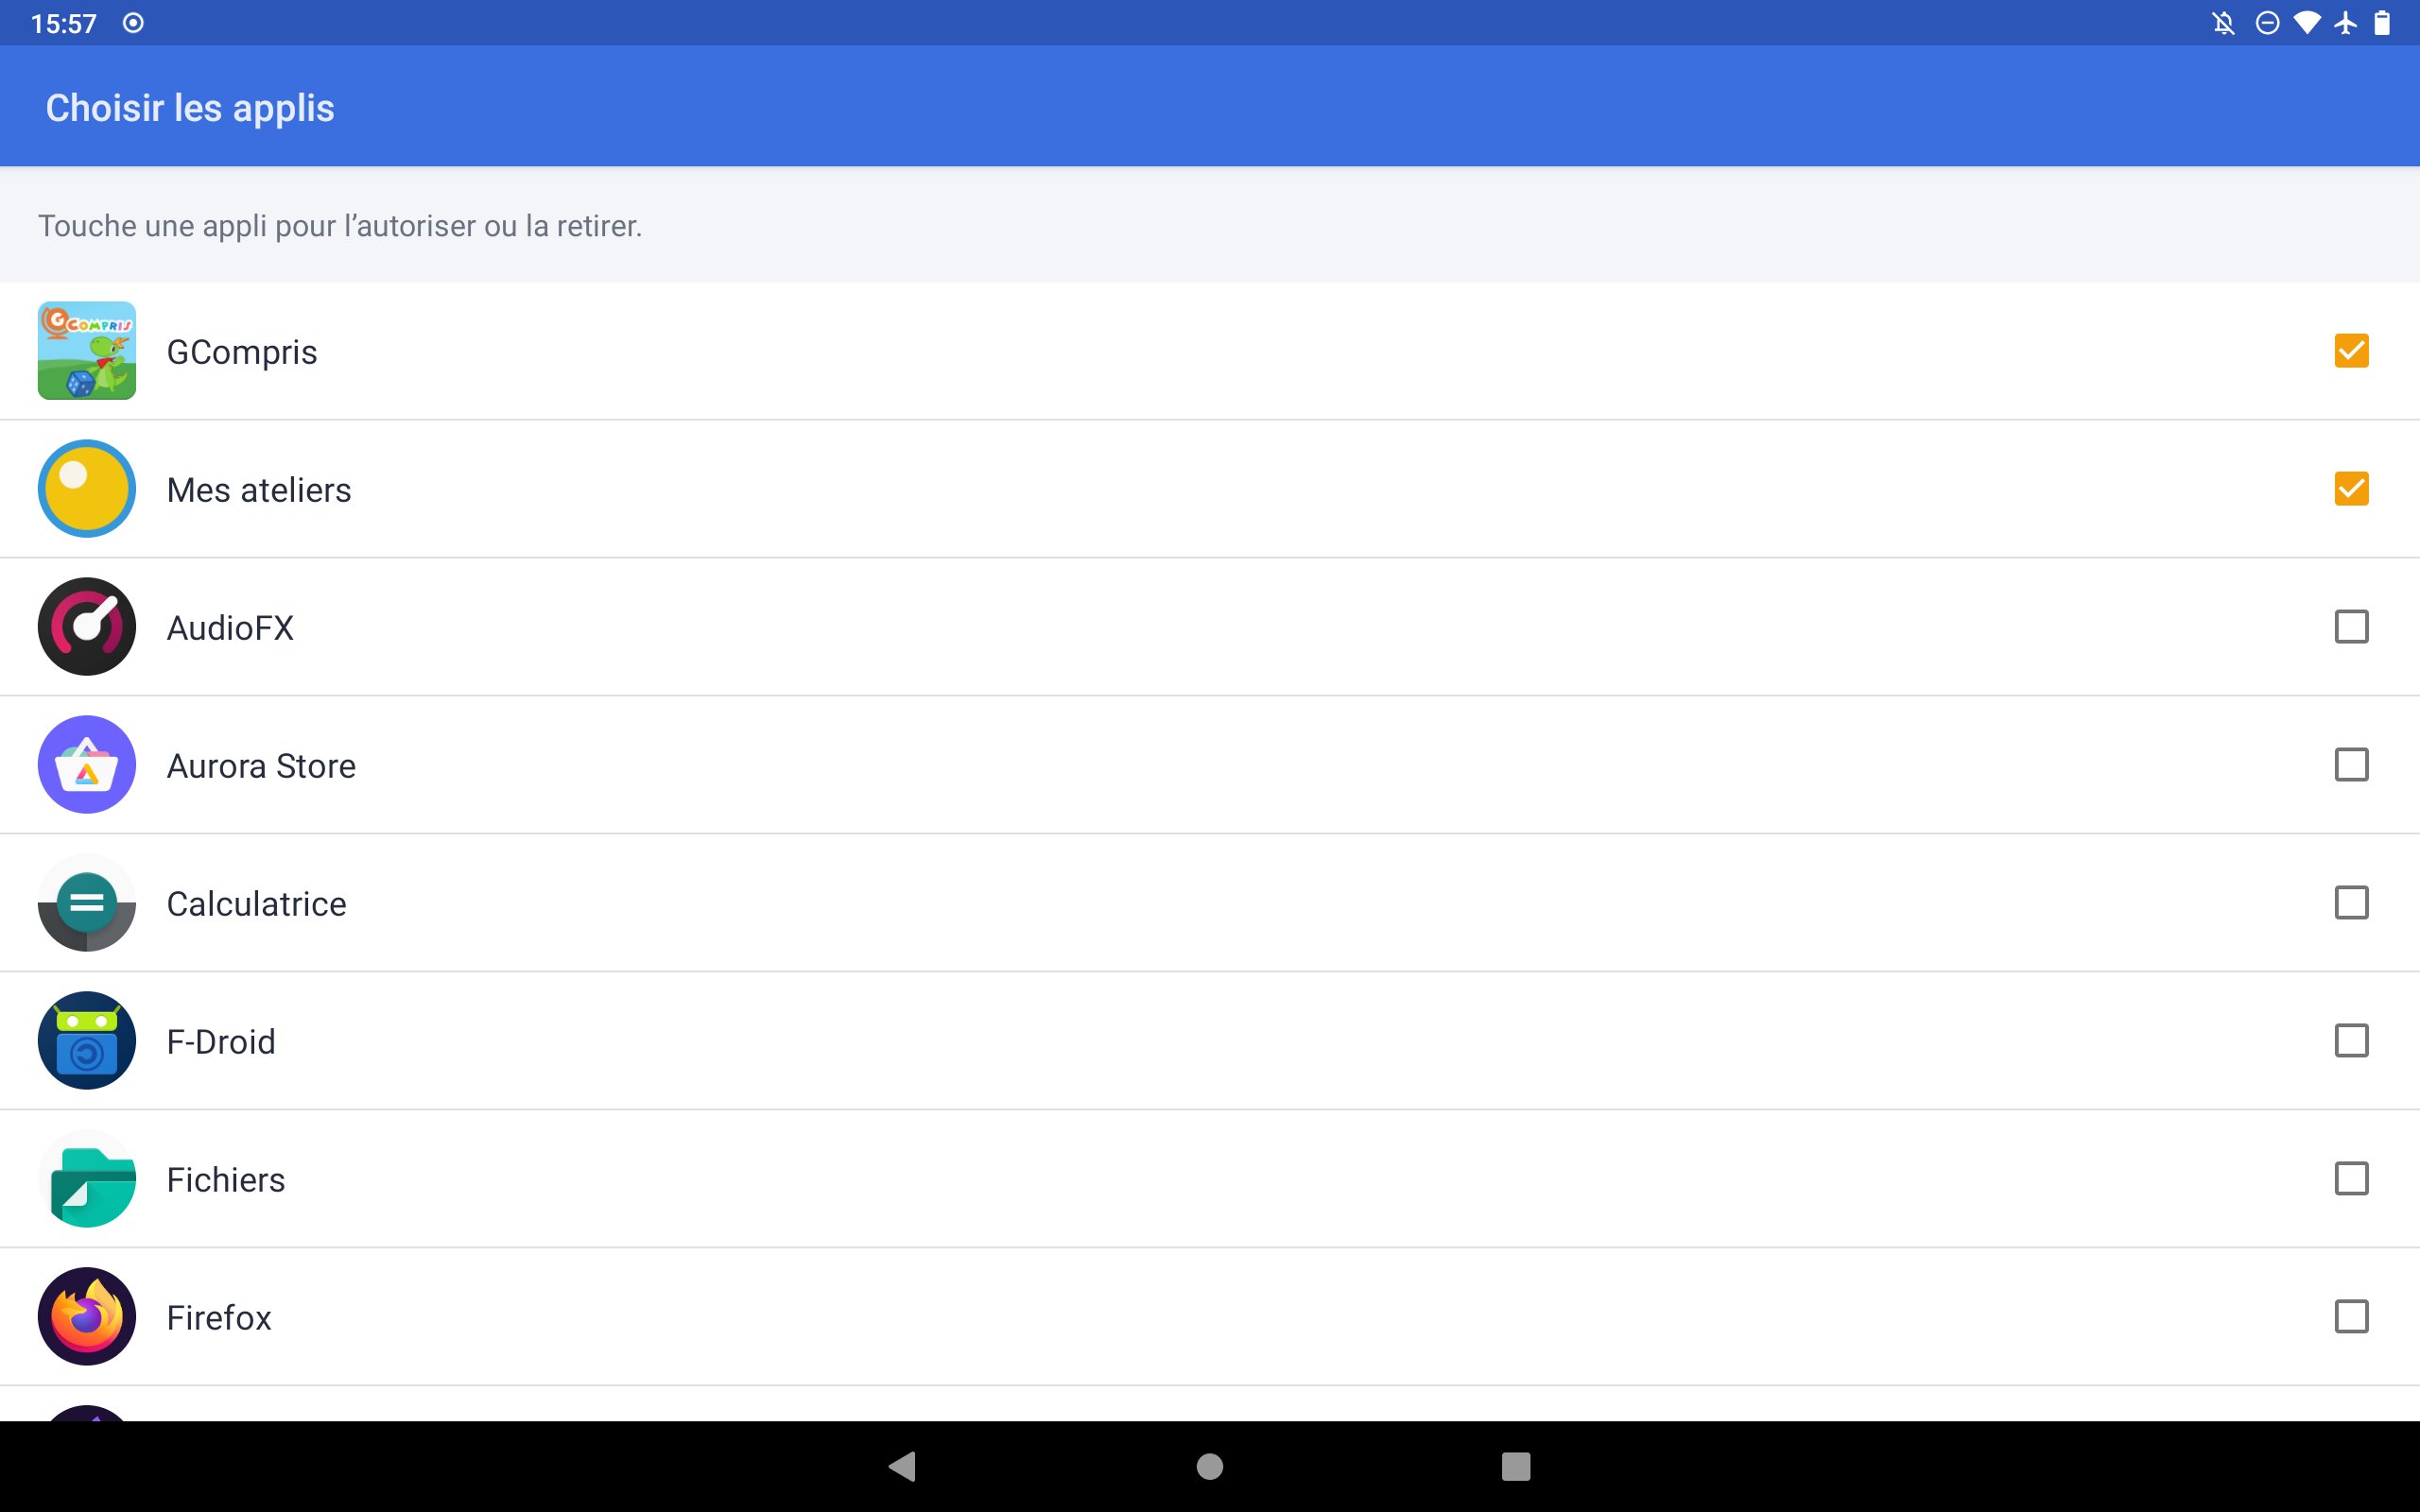 15:57
Choisir les applis
Touche une appli pour l’autoriser ou la retirer.
GCOMPRIS
GCompris
Mes ateliers
AudioFX
Aurora Store
Calculatrice
F-Droid
Fichiers
Firefox